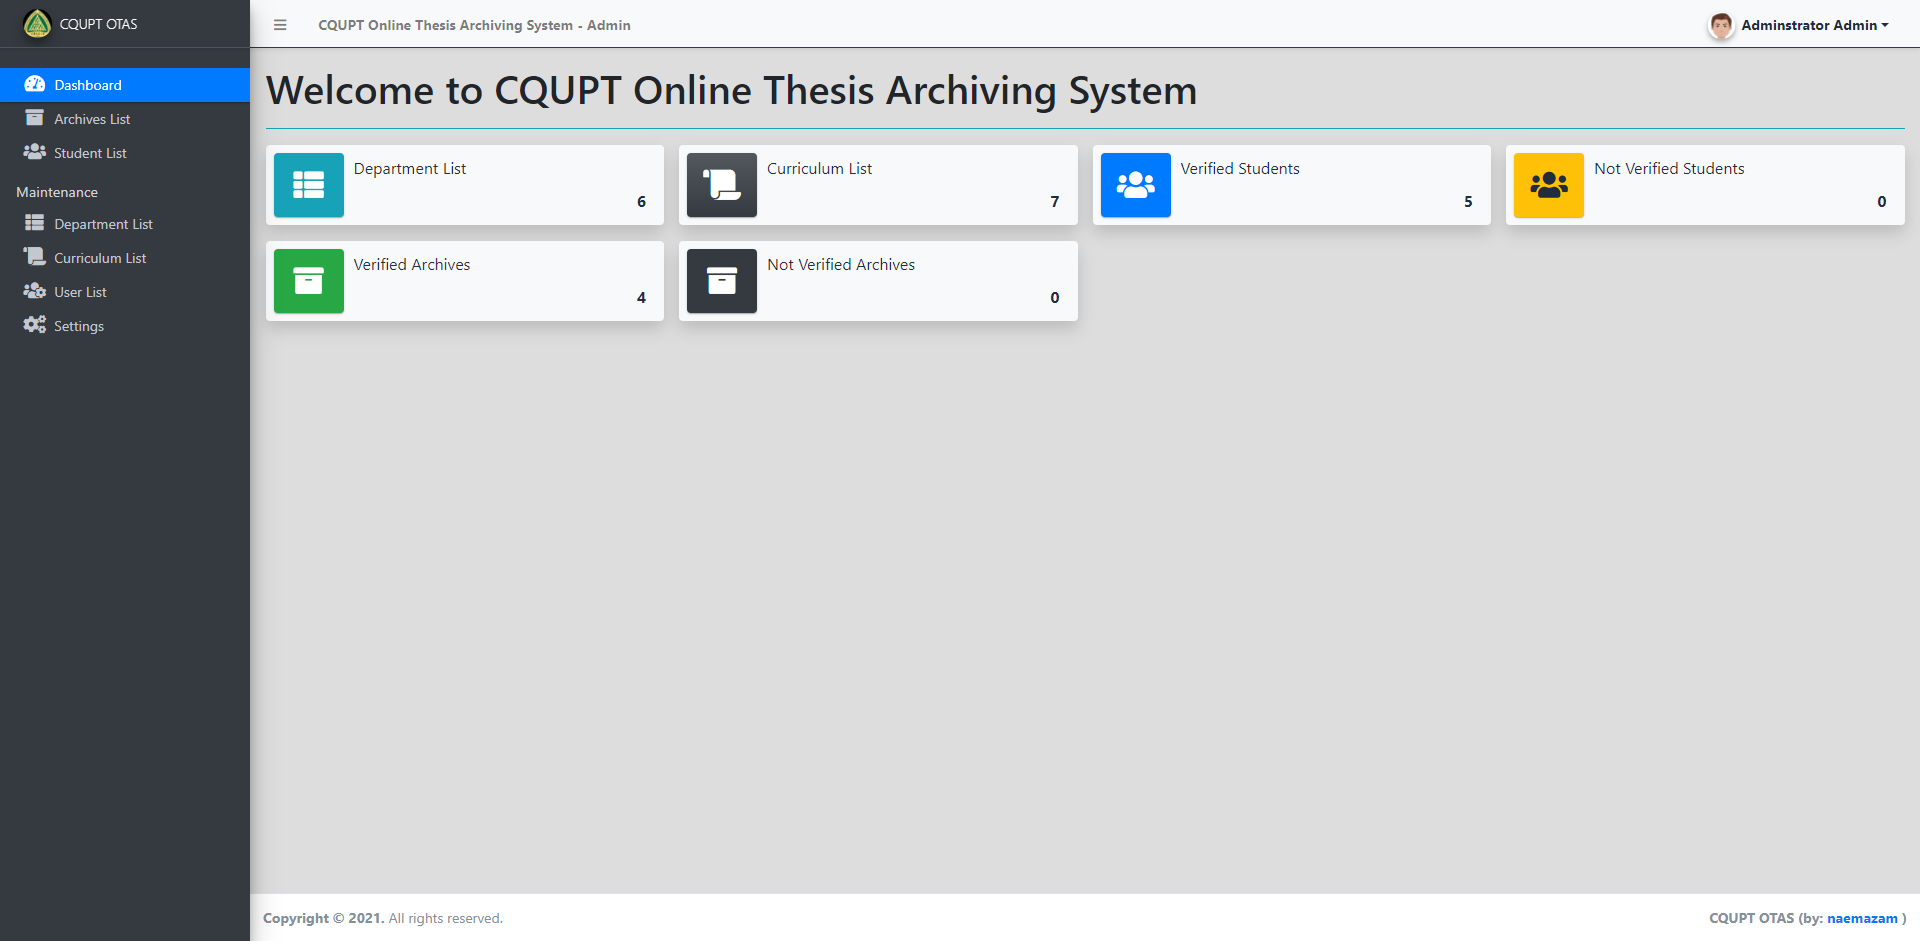 CQUPT OTAS
CQUPT Online Thesis Archiving System - Admin
Adminstrator Admin
Dashboard
Archives List
Student List
Maintenance
Department List
Curriculum List
User List
Settings
Welcome to CQUPT Online Thesis Archiving System
Department List
6
Curriculum List
7
Verified Students
5
Not Verified Students
0
Verified Archives
4
Not Verified Archives
0
Copyright © 2021. All rights reserved.
CQUPT OTAS (by: naemazam )